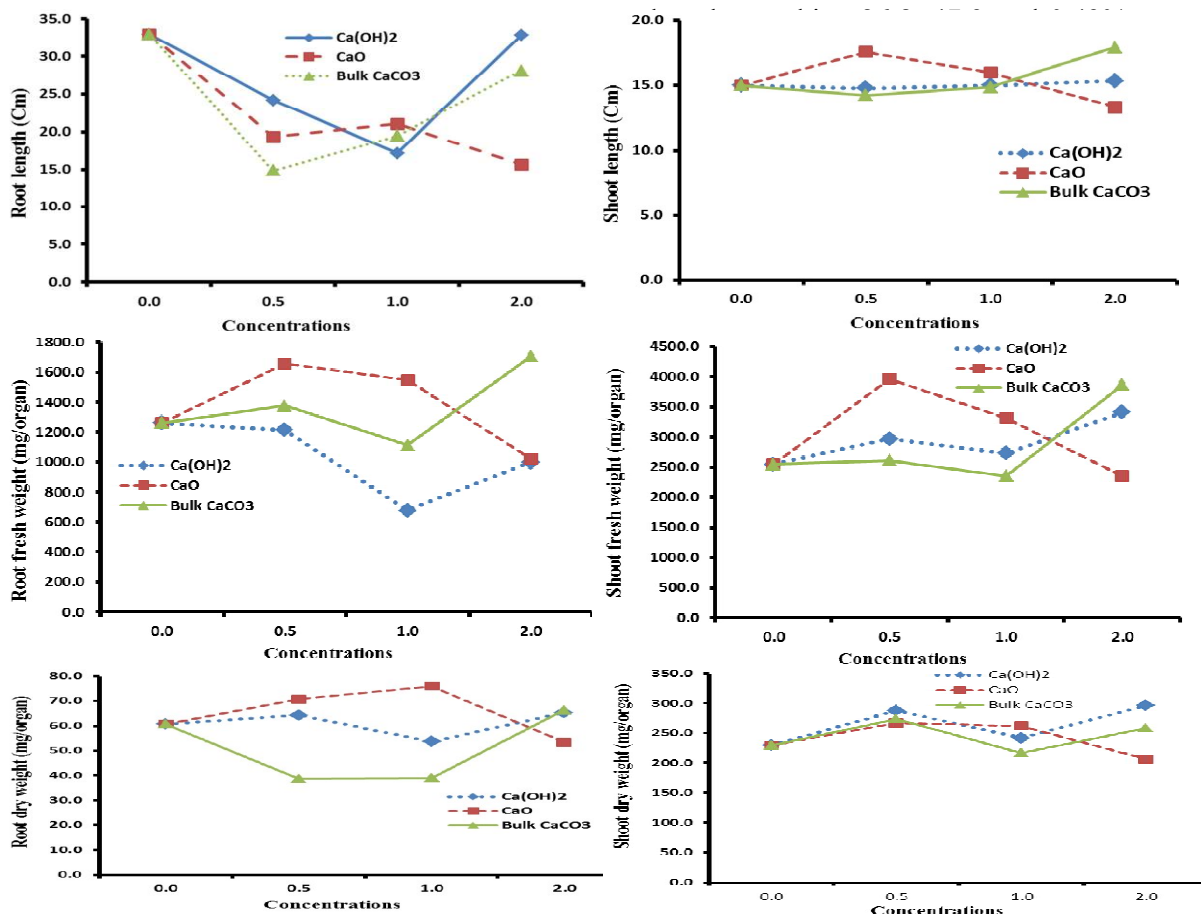 35.0
30.0
25.0
20.0
15.0
10.0
5.0
0.0
Root length (Cm)
Ca(OH)2
CaO
Bulk CaCO3
0.0 0.5 1.0 2.0
Concentrations
20.0
15.0
10.0
5.0
0.0
Shoot length (Cm)
Ca(OH)2
CaO
Bulk CaCO3
0.0 0.5 1.0 2.0
Concentrations
1800.0
1600.0
1400.0
1200.0
1000.0
800.0
600.0
400.0
200.0
0.0
Root fresh weight (mg/organ)
Ca(OH)2
CaO
Bulk CaCO3
0.0 0.5 1.0 2.0
Concentrations
4500.0
4000.0
3500.0
3000.0
2500.0
2000.0
1500.0
1000.0
500.0
0.0
Shoot fresh weight (mg/organ)
Ca(OH)2
CaO
Bulk CaCO3
0.0 0.5 1.0 2.0
Concentrations
80.0
70.0
60.0
50.0
40.0
30.0
20.0
10.0
0.0
Root dry weight (mg/organ)
Ca(OH)2
CaO
Bulk CaCO3
0.0 0.5 1.0 2.0
Concentrations
350.0
300.0
250.0
200.0
150.0
100.0
50.0
0.0
Shoot dry weight (mg/organ)
Ca(OH)2
CaO
Bulk CaCO3
0.0 0.5 1.0 2.0
Concentrations